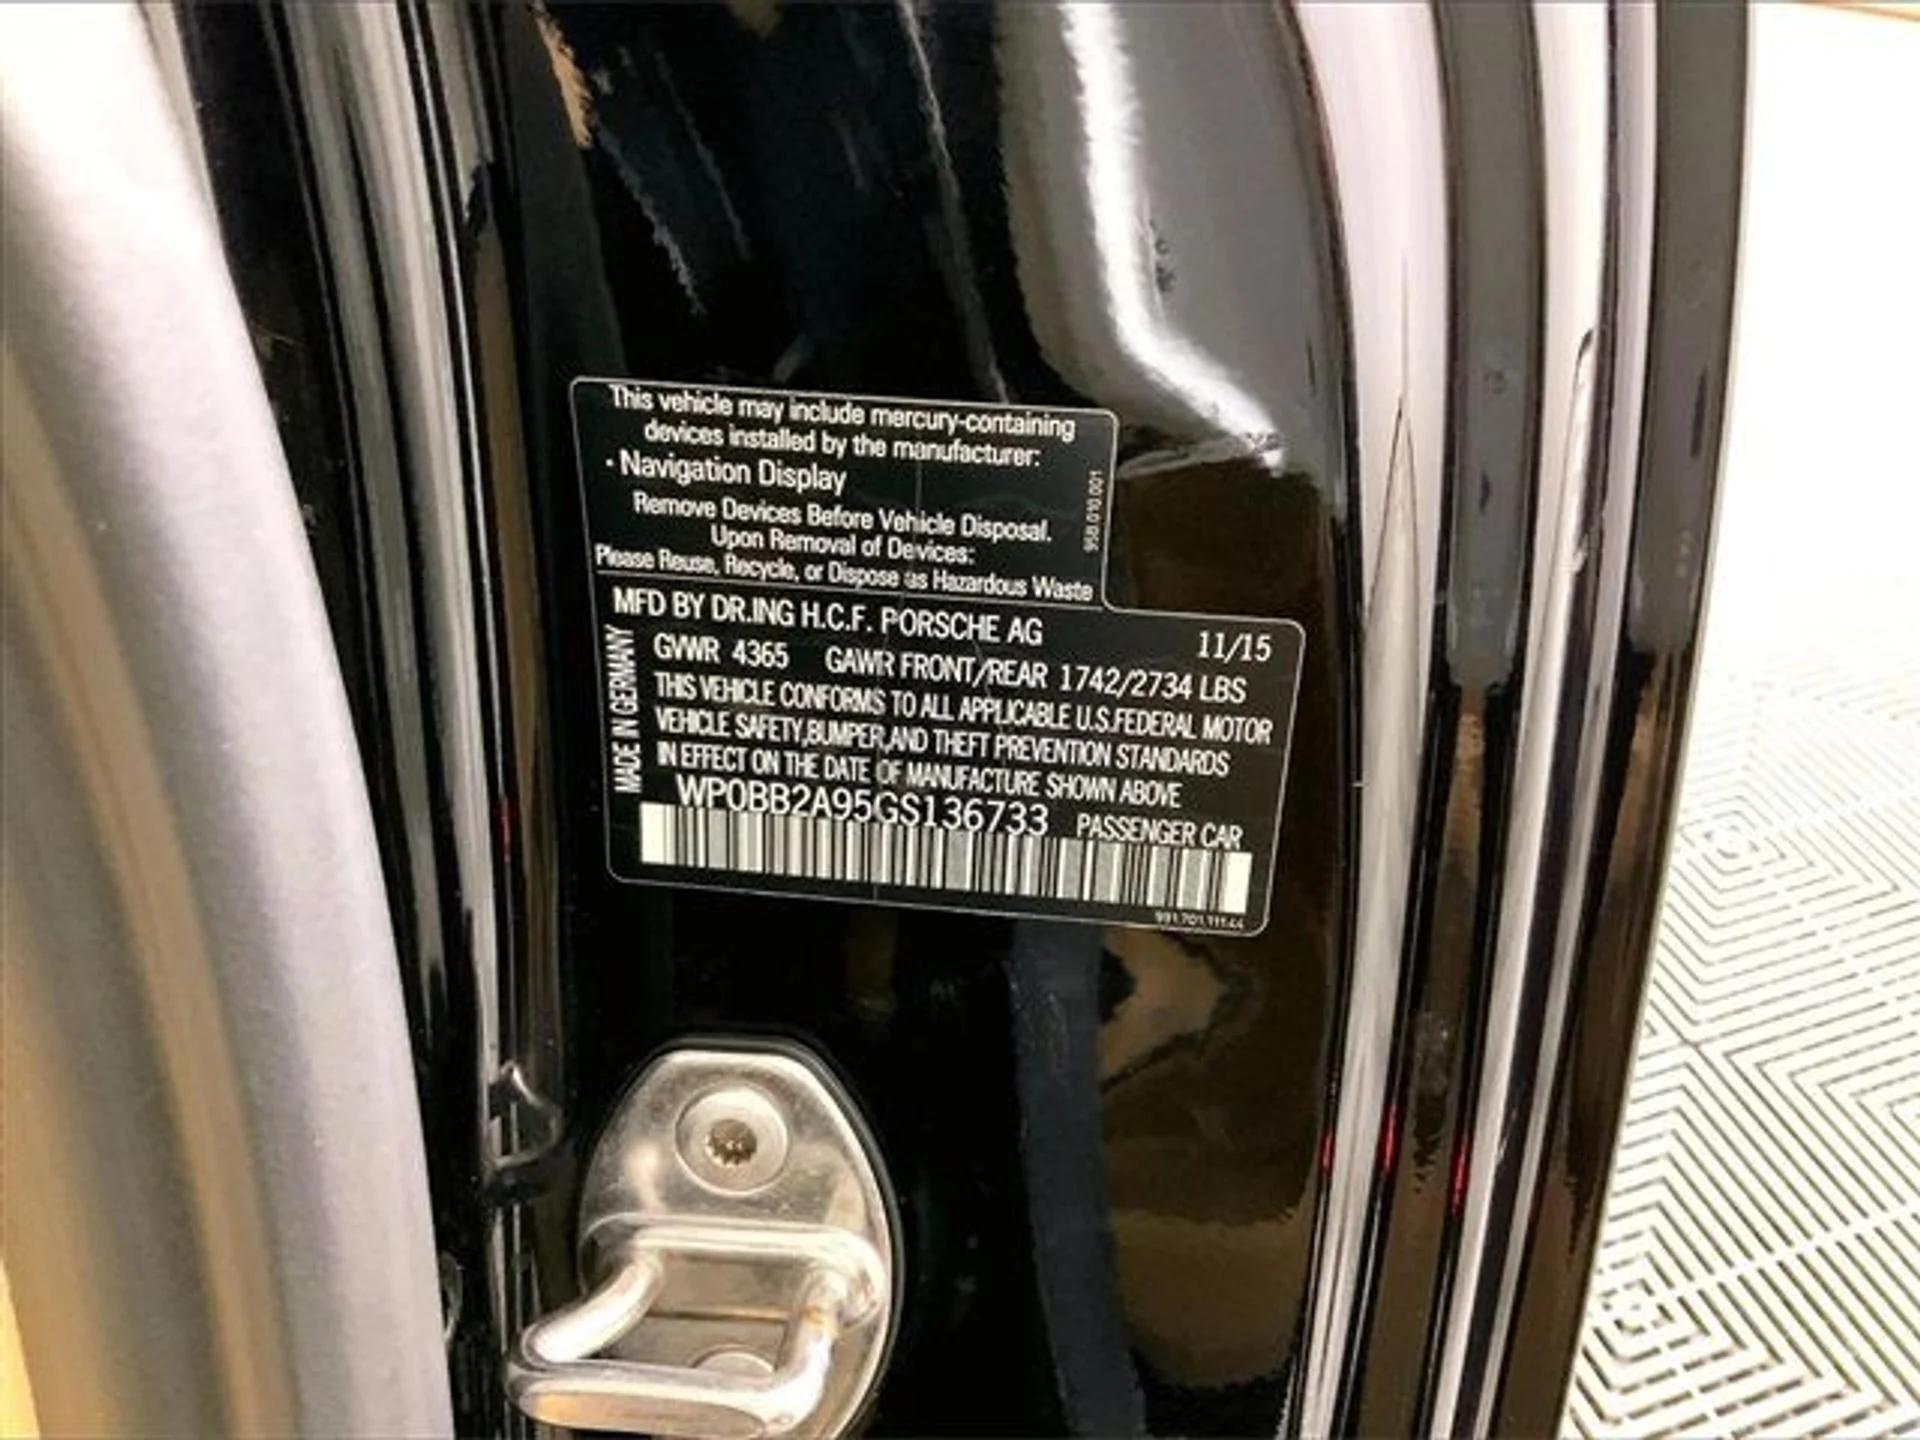 This vehicle may include mercury-containing
devices installed by the manufacturer:
· Navigation Display
Remove Devices Before Vehicle Disposal.
Upon Removal of Devices:
Please Reuse, Recycle, or Dispose as Hazardous Waste
958.010.001
MFD BY DR.ING H.C.F. PORSCHE AG 11/15
GVWR 4365 GAWR FRONT/REAR 1742/2734 LBS
THIS VEHICLE CONFORMS TO ALL APPLICABLE U.S.FEDERAL MOTOR
VEHICLE SAFETY,BUMPER,AND THEFT PREVENTION STANDARDS
IN EFFECT ON THE DATE OF MANUFACTURE SHOWN ABOVE
MADE IN GERMANY
WP0BB2A95GS136733 PASSENGER CAR